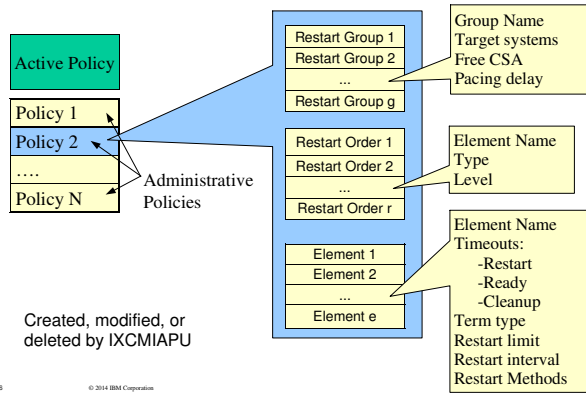 Active Policy
Policy 1
Policy 2
….
Policy N
Administrative
Policies
Restart Group 1
Restart Group 2
...
Restart Group g
Restart Order 1
Restart Order 2
...
Restart Order r
Element 1
Element 2
...
Element e
Group Name
Target systems
Free CSA
Pacing delay
Element Name
Type
Level
Element Name
Timeouts:
-Restart
-Ready
-Cleanup
Term type
Restart limit
Restart interval
Restart Methods
Created, modified, or
deleted by IXCMIAPU
© 2014 IBM Corporation